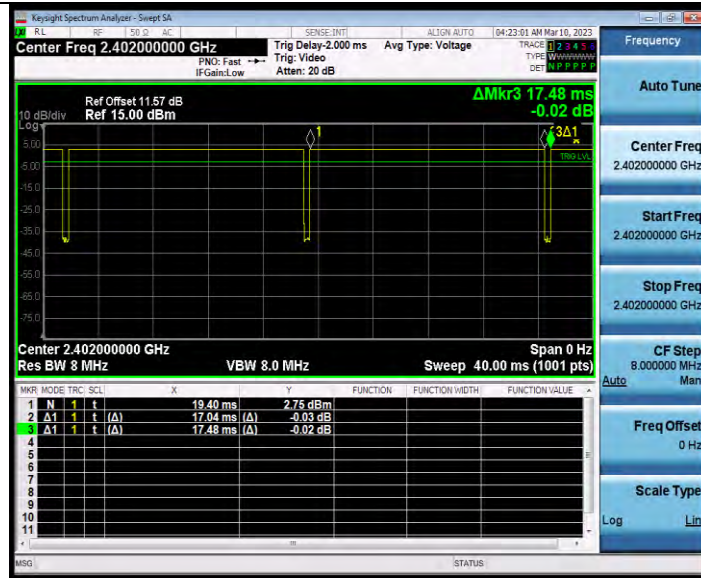 Keysight Spectrum Analyzer - Swept SA
RL RF 50 Ω AC SENSE:INT ALIGN AUTO 04:23:01 AM Mar 10, 2023
Center Freq 2.402000000 GHz
PNO: Fast
IFGain:Low
Trig Delay-2.000 ms
Trig: Video
Atten: 20 dB
Avg Type: Voltage
TRACE 1 2 3 4 5 6
TYPE WWWWWW
DET N P P P P P
ΔMkr3 17.48 ms
-0.02 dB
Ref Offset 11.57 dB
10 dB/div Ref 15.00 dBm
Log
1
3Δ1
5.00
TRIG LVL
-5.00
-15.0
-25.0
-35.0
-45.0
-55.0
-65.0
-75.0
Center 2.402000000 GHz Span 0 Hz
Res BW 8 MHz VBW 8.0 MHz Sweep 40.00 ms (1001 pts)
MKR MODE TRC SCL X Y FUNCTION FUNCTION WIDTH FUNCTION VALUE
1 N 1 t 19.40 ms 2.75 dBm
2 Δ1 1 t (Δ) 17.04 ms (Δ) -0.03 dB
3 Δ1 1 t (Δ) 17.48 ms (Δ) -0.02 dB
4
5
6
7
8
9
10
11
MSG STATUS
Frequency
Auto Tune
Center Freq
2.402000000 GHz
Start Freq
2.402000000 GHz
Stop Freq
2.402000000 GHz
CF Step
8.000000 MHz
Auto Man
Freq Offset
0 Hz
Scale Type
Log Lin